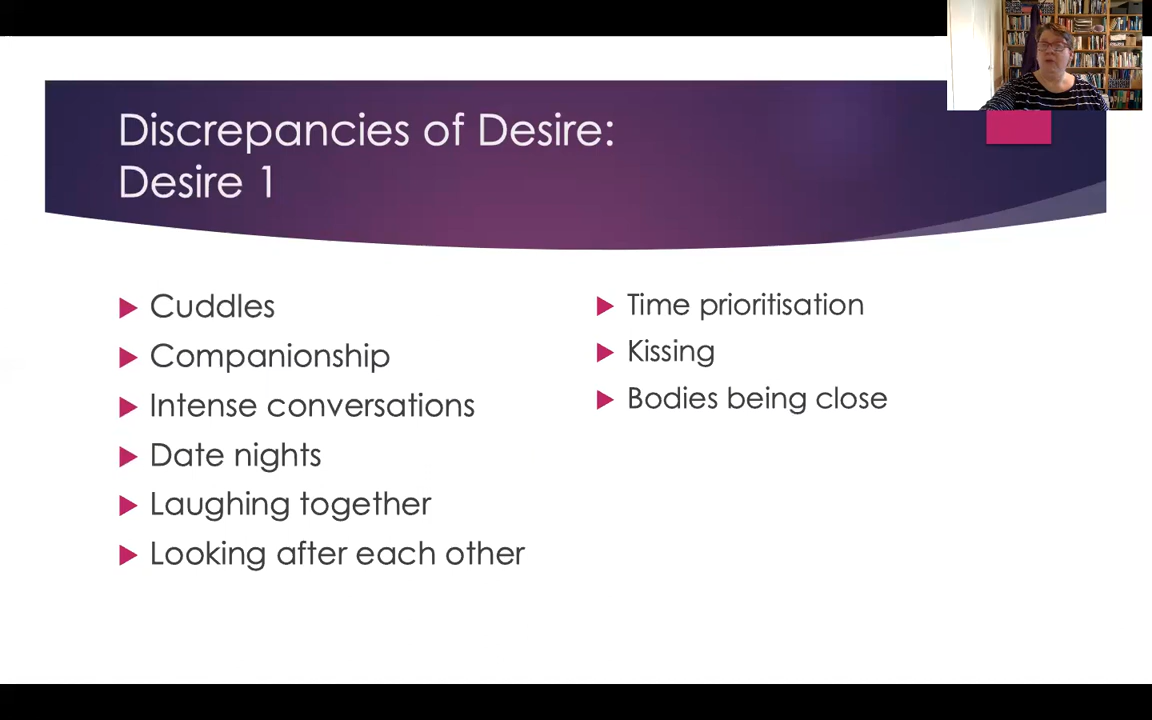 Discrepancies of Desire:
Desire 1
Cuddles
Companionship
Intense conversations
Date nights
Laughing together
Looking after each other
Time prioritisation
Kissing
Bodies being close